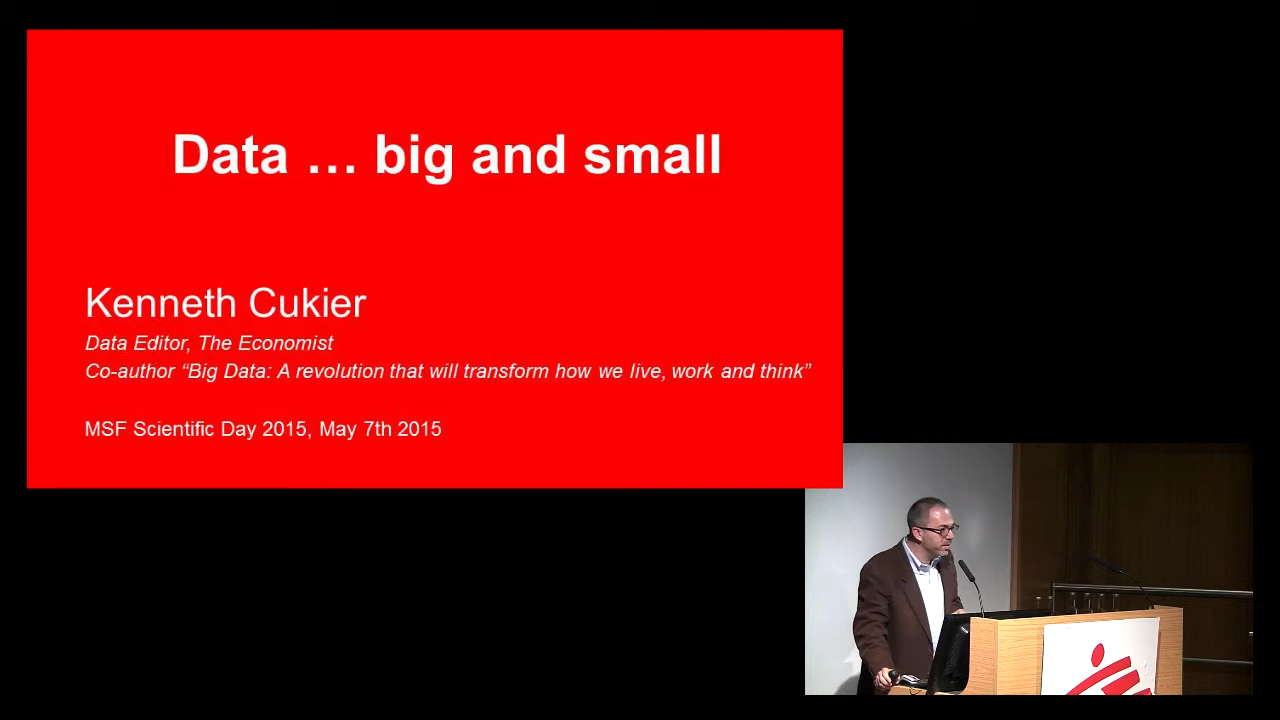 Data … big and small
Kenneth Cukier
Data Editor, The Economist
Co-author “Big Data: A revolution that will transform how we live, work and think”
MSF Scientific Day 2015, May 7th 2015